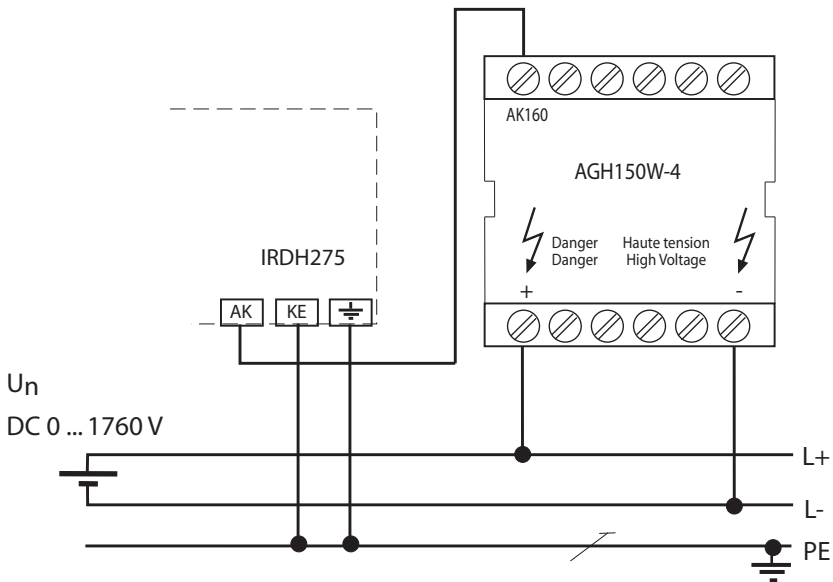 AK160
AGH150W-4
Danger Haute tension
Danger High Voltage
+ -
IRDH275
AK KE
Un
DC 0 ... 1760 V
L+
L-
PE